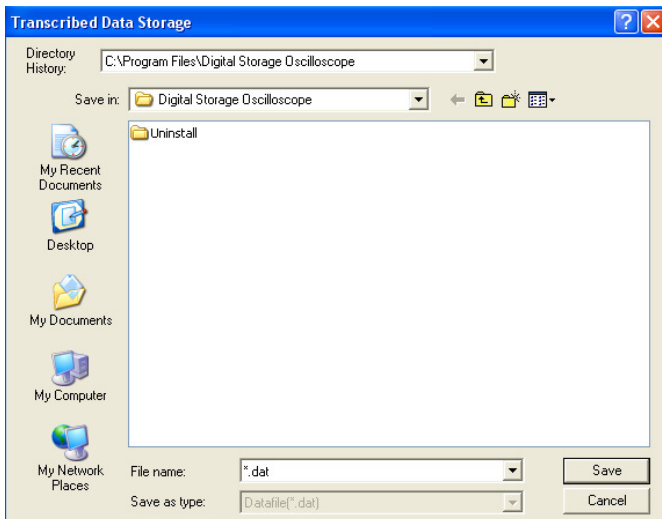 Transcribed Data Storage
Directory
History:
C:\Program Files\Digital Storage Oscilloscope
Save in:
Digital Storage Oscilloscope
Uninstall
My Recent
Documents
Desktop
My Documents
My Computer
My Network
Places
File name:
*.dat
Save
Save as type:
Datafile(*.dat)
Cancel